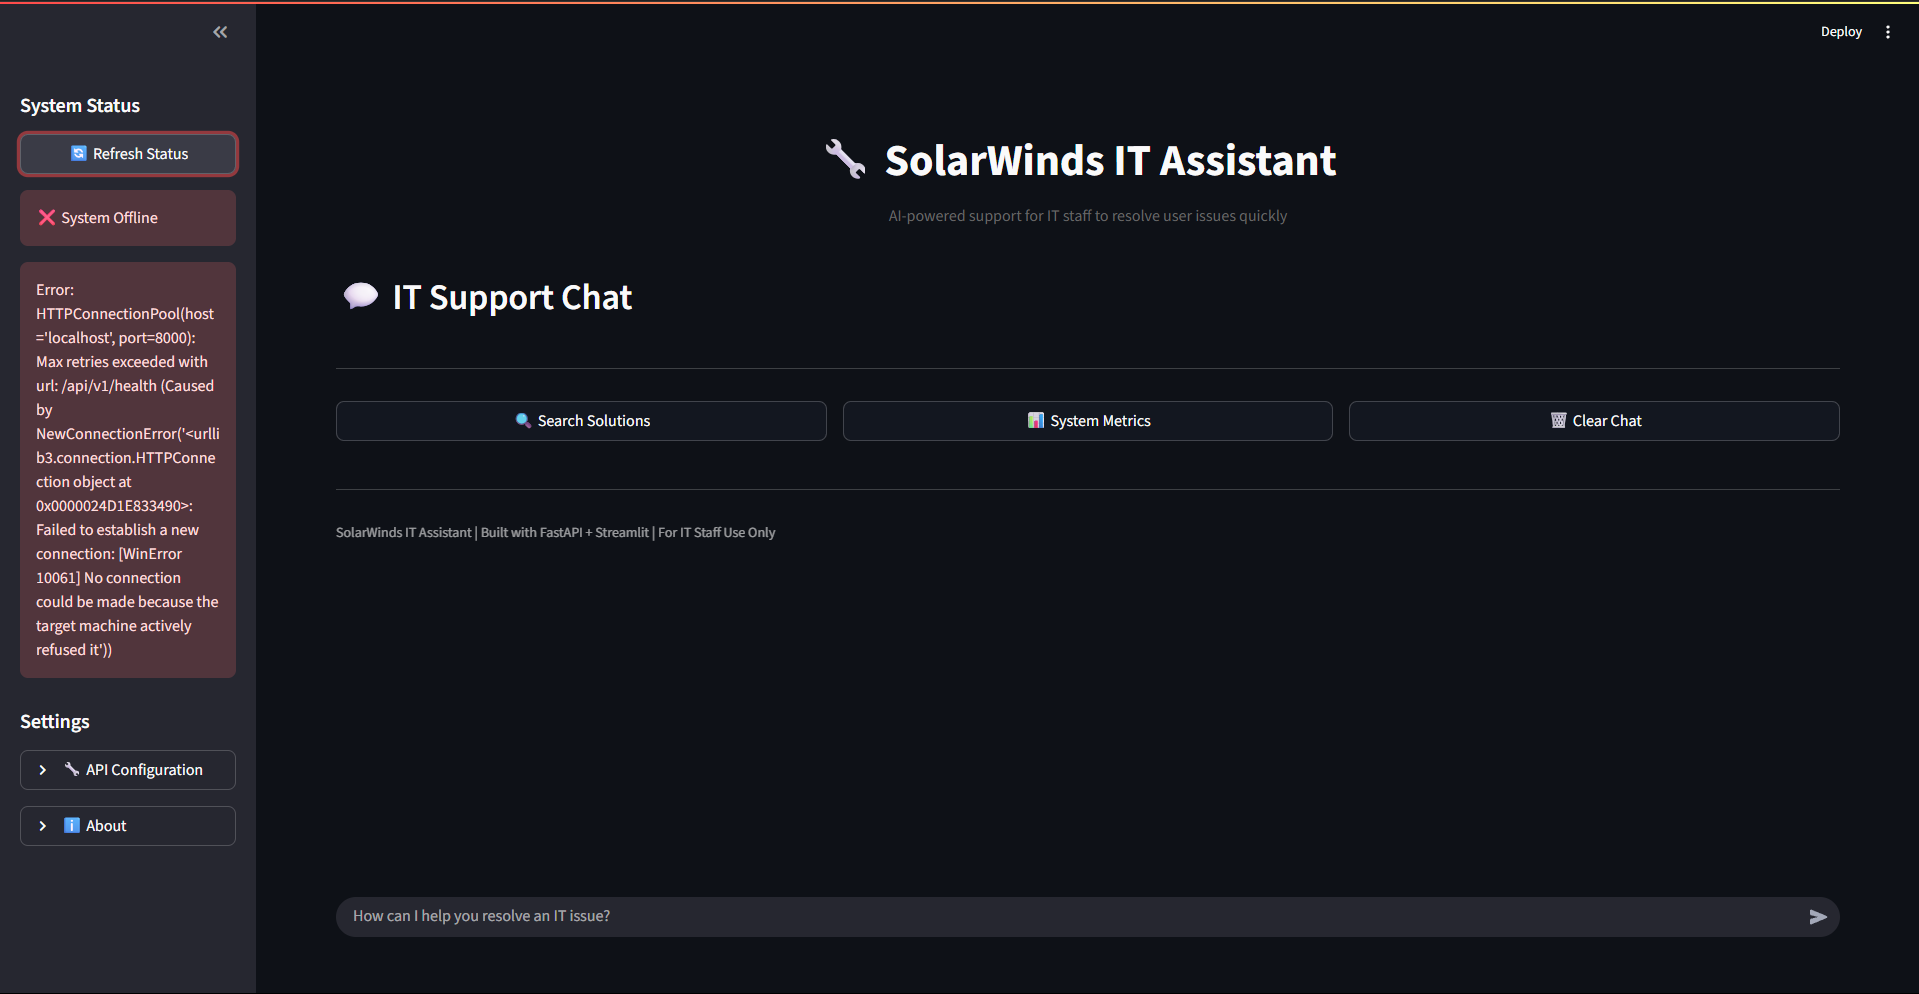 Deploy
System Status
Refresh Status
System Offline
Error:
HTTPConnectionPool(host
='localhost', port=8000):
Max retries exceeded with
url: /api/v1/health (Caused
by
NewConnectionError('<urlli
b3.connection.HTTPConne
ction object at
0x0000024D1E833490>:
Failed to establish a new
connection: [WinError
10061] No connection
could be made because the
target machine actively
refused it'))
Settings
API Configuration
About
SolarWinds IT Assistant
AI-powered support for IT staff to resolve user issues quickly
IT Support Chat
Search Solutions
System Metrics
Clear Chat
SolarWinds IT Assistant | Built with FastAPI + Streamlit | For IT Staff Use Only
How can I help you resolve an IT issue?